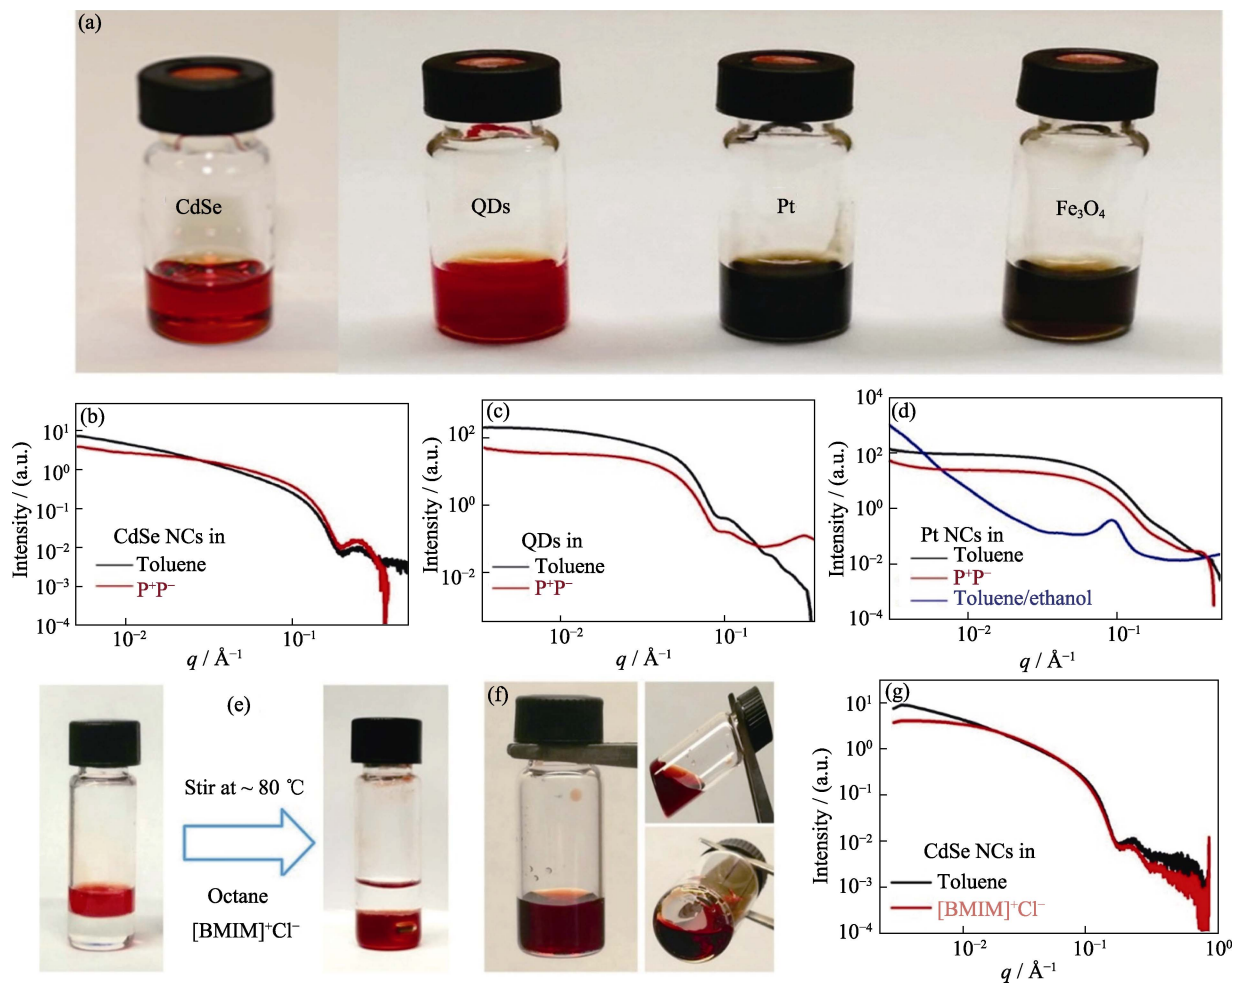 (a)
CdSe
QDs
Pt
Fe₃O₄
(b)
Intensity / (a.u.)
10¹
10⁰
10⁻¹
10⁻²
10⁻³
10⁻⁴
CdSe NCs in
Toluene
P⁺P⁻
10⁻²
10⁻¹
q / Å⁻¹
(c)
Intensity / (a.u.)
10²
10⁰
10⁻²
QDs in
Toluene
P⁺P⁻
10⁻²
10⁻¹
q / Å⁻¹
(d)
Intensity / (a.u.)
10⁴
10²
10⁰
10⁻²
10⁻⁴
Pt NCs in
Toluene
P⁺P⁻
Toluene/ethanol
10⁻²
10⁻¹
q / Å⁻¹
(e)
Stir at ~ 80 ℃
Octane
[BMIM]⁺Cl⁻
(f)
(g)
Intensity / (a.u.)
10¹
10⁰
10⁻¹
10⁻²
10⁻³
10⁻⁴
CdSe NCs in
Toluene
[BMIM]⁺Cl⁻
10⁻²
10⁻¹
10⁰
q / Å⁻¹